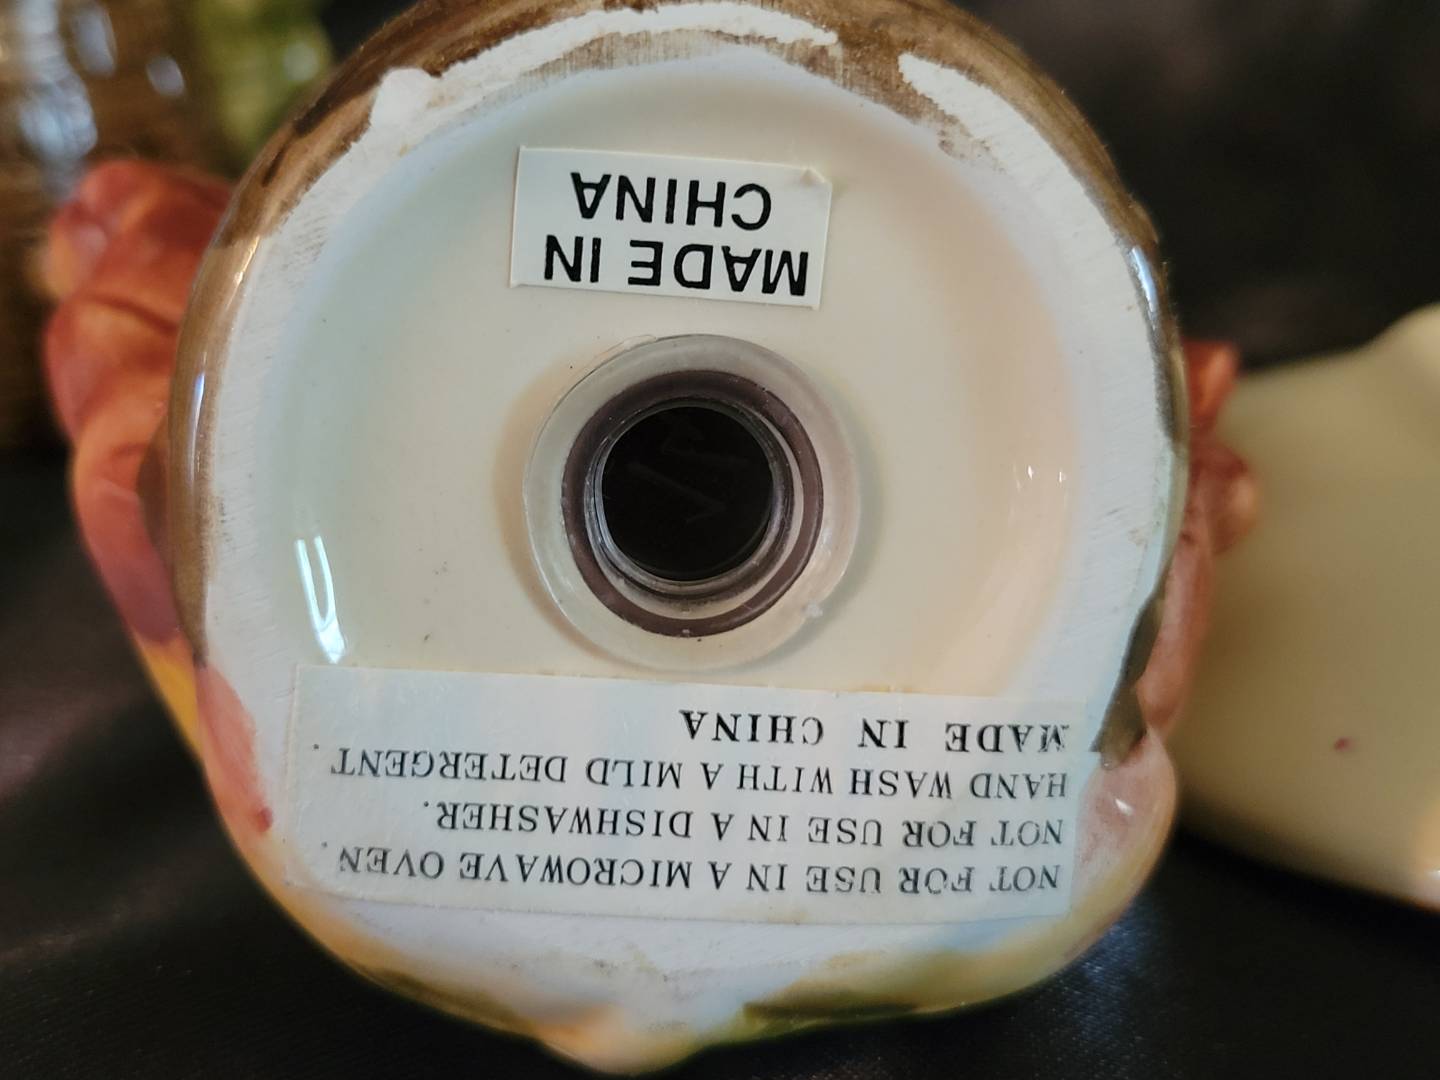 NOT FOR USE IN A MICROWAVE OVEN.
NOT FOR USE IN A DISHWASHER.
HAND WASH WITH A MILD DETERGENT.
MADE IN CHINA
MADE IN
CHINA